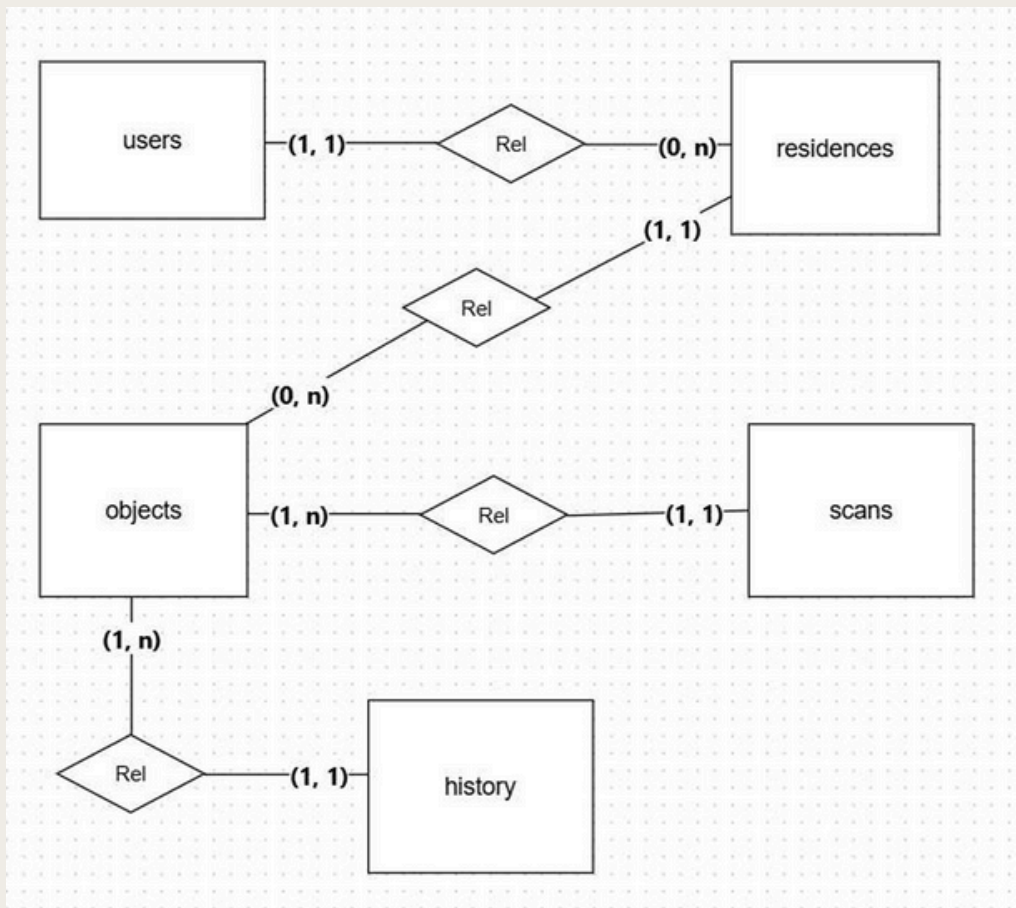 users
(1, 1)
Rel
(0, n)
residences
(1, 1)
Rel
(0, n)
objects
(1, n)
Rel
(1, 1)
scans
(1, n)
Rel
(1, 1)
history